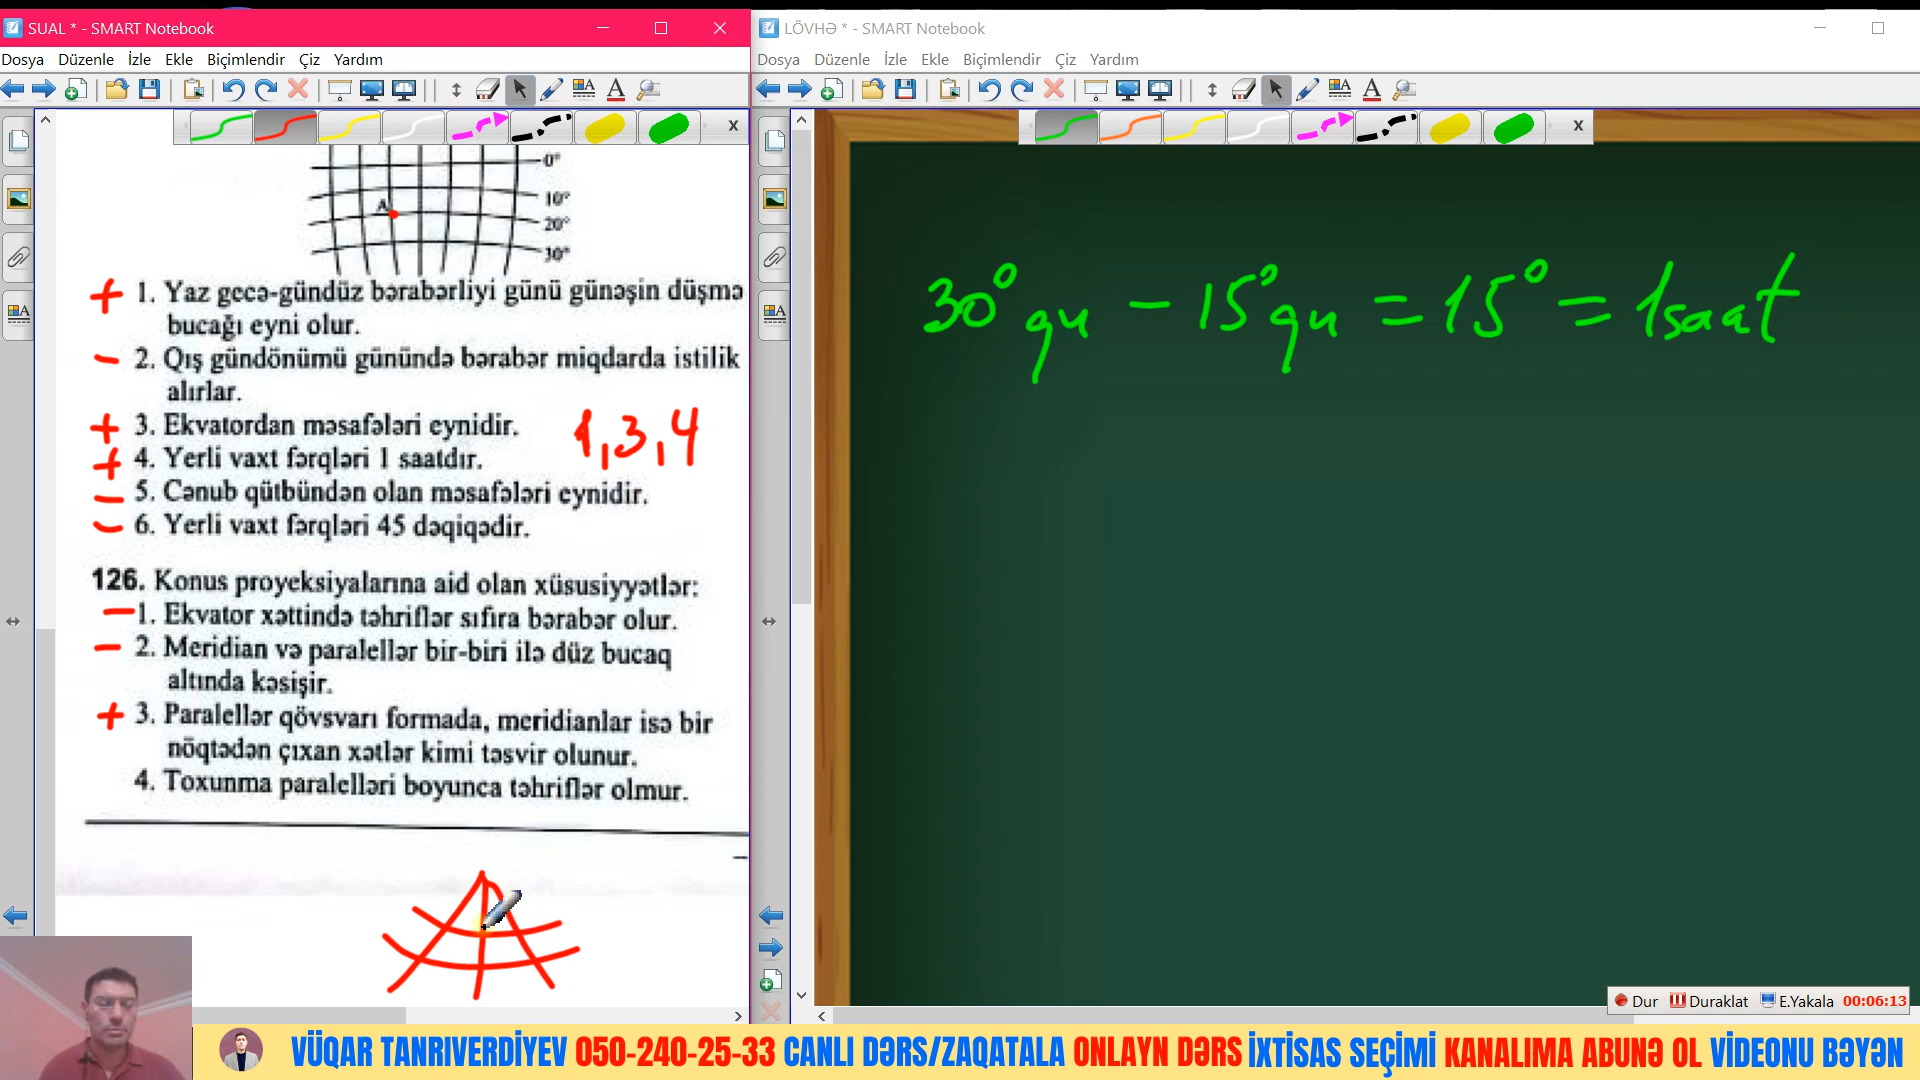 SUAL * - SMART Notebook
Dosya Düzenle İzle Ekle Biçimlendir Çiz Yardım
x
0°
10°
A
20°
30°
+ 1. Yaz gecə-gündüz bərabərliyi günü günəşin düşmə
bucağı eyni olur.
– 2. Qış gündönümü günündə bərabər miqdarda istilik
alırlar.
+ 3. Ekvatordan məsafələri eynidir.
1,3,4
+ 4. Yerli vaxt fərqləri 1 saatdır.
– 5. Cənub qütbündən olan məsafələri eynidir.
– 6. Yerli vaxt fərqləri 45 dəqiqədir.
126. Konus proyeksiyalarına aid olan xüsusiyyətlər:
– 1. Ekvator xəttində təhriflər sıfıra bərabər olur.
– 2. Meridian və paralellər bir-biri ilə düz bucaq
altında kəsişir.
+ 3. Paralellər qövsvarı formada, meridianlar isə bir
nöqtədən çıxan xətlər kimi təsvir olunur.
4. Toxunma paralelləri boyunca təhriflər olmur.
LÖVHƏ * - SMART Notebook
Dosya Düzenle İzle Ekle Biçimlendir Çiz Yardım
x
30° qu – 15° qu = 15° = 1saat
Dur Duraklat E.Yakala 00:06:13
VÜQAR TANRIVERDİYEV 050-240-25-33 CANLI DƏRS/ZAQATALA ONLAYN DƏRS İXTİSAS SEÇİMİ KANALIMA ABUNƏ OL VİDEONU BƏYƏN